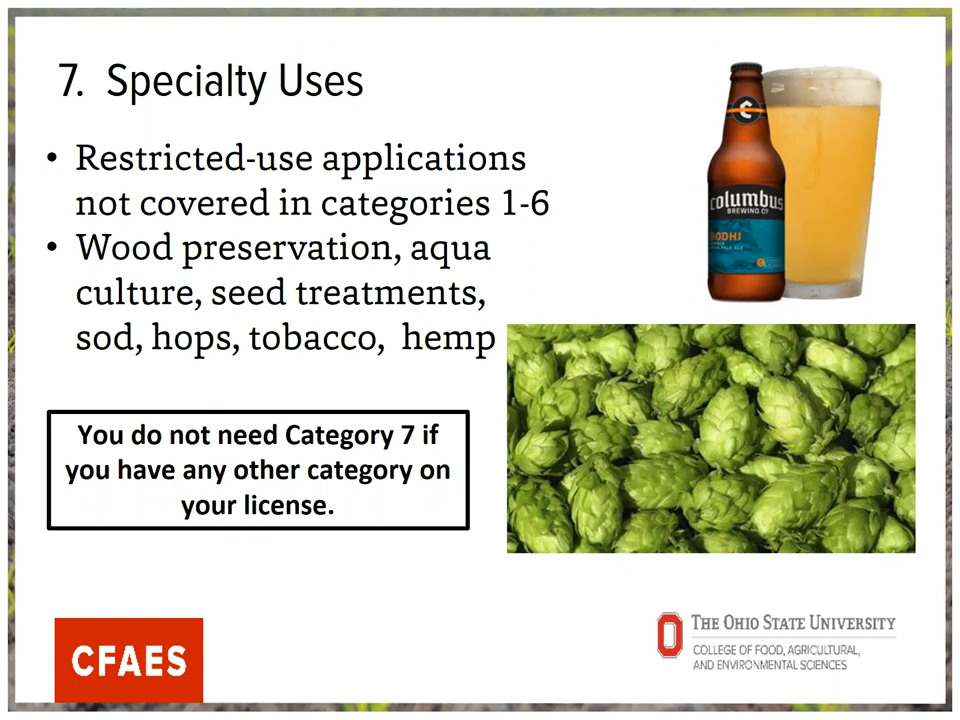 7. Specialty Uses
• Restricted-use applications
not covered in categories 1-6
• Wood preservation, aqua
culture, seed treatments,
sod, hops, tobacco, hemp
You do not need Category 7 if
you have any other category on
your license.
C
columbus
BREWING CO
BODHI
CFAES
THE OHIO STATE UNIVERSITY
COLLEGE OF FOOD, AGRICULTURAL,
AND ENVIRONMENTAL SCIENCES